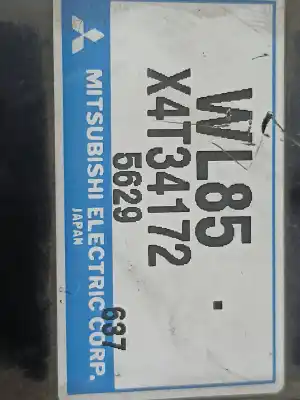 WL85 .
X4T34172
5629
MITSUBISHI ELECTRIC CORP.
JAPAN
637